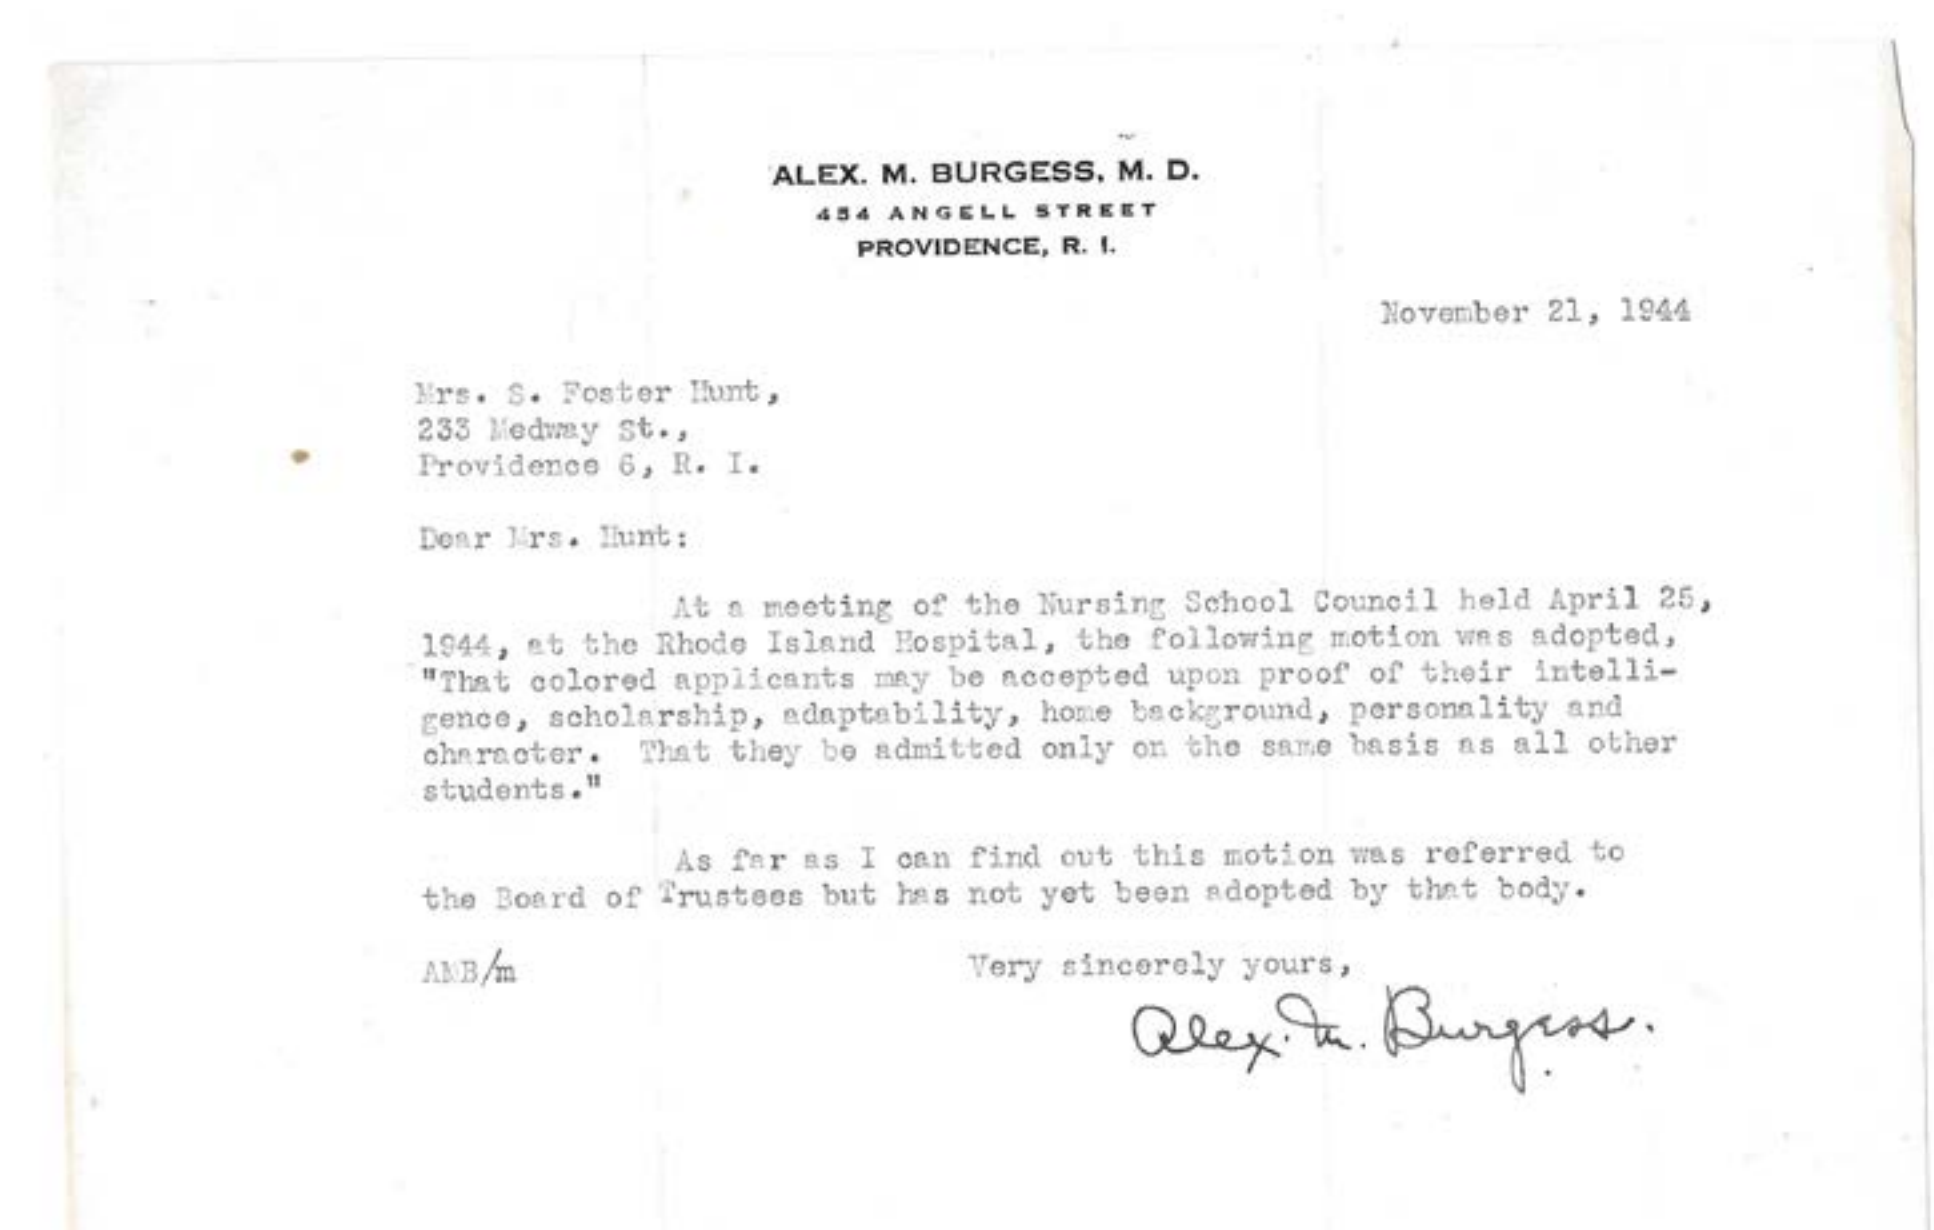 ALEX. M. BURGESS, M. D.
454 ANGELL STREET
PROVIDENCE, R. I.
November 21, 1944
Mrs. S. Foster Hunt,
233 Medway St.,
Providence 6, R. I.
Dear Mrs. Hunt:
At a meeting of the Nursing School Council held April 25,
1944, at the Rhode Island Hospital, the following motion was adopted,
"That colored applicants may be accepted upon proof of their intelli-
gence, scholarship, adaptability, home background, personality and
character. That they be admitted only on the same basis as all other
students."
As far as I can find out this motion was referred to
the Board of Trustees but has not yet been adopted by that body.
AMB/m Very sincerely yours,
Alex. M. Burgess.